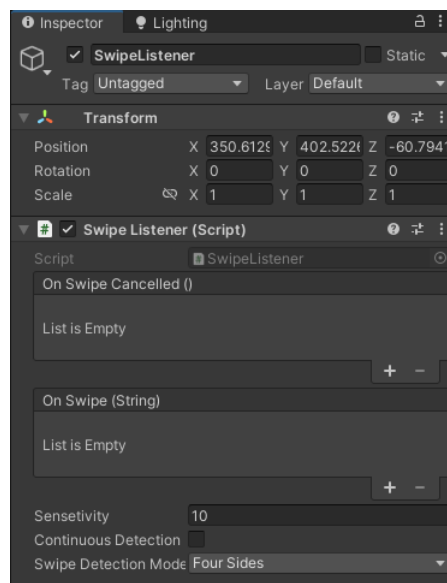 Inspector Lighting
SwipeListener Static
Tag Untagged Layer Default
Transform
Position X 350.6129 Y 402.5226 Z -60.7941
Rotation X 0 Y 0 Z 0
Scale X 1 Y 1 Z 1
# Swipe Listener (Script)
Script # SwipeListener
On Swipe Cancelled ()
List is Empty
+ −
On Swipe (String)
List is Empty
+ −
Sensetivity 10
Continuous Detection
Swipe Detection Mode Four Sides